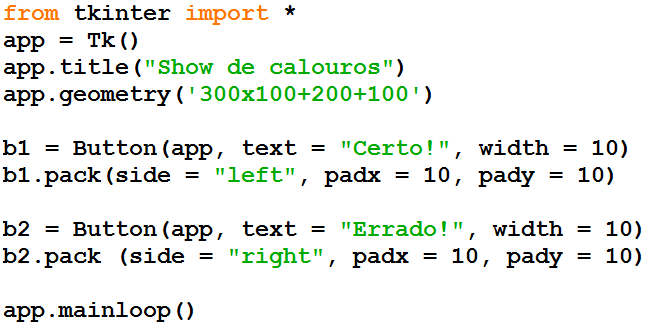 from tkinter import *
app = Tk()
app.title("Show de calouros")
app.geometry('300x100+200+100')
b1 = Button(app, text = "Certo!", width = 10)
b1.pack(side = "left", padx = 10, pady = 10)
b2 = Button(app, text = "Errado!", width = 10)
b2.pack (side = "right", padx = 10, pady = 10)
app.mainloop()